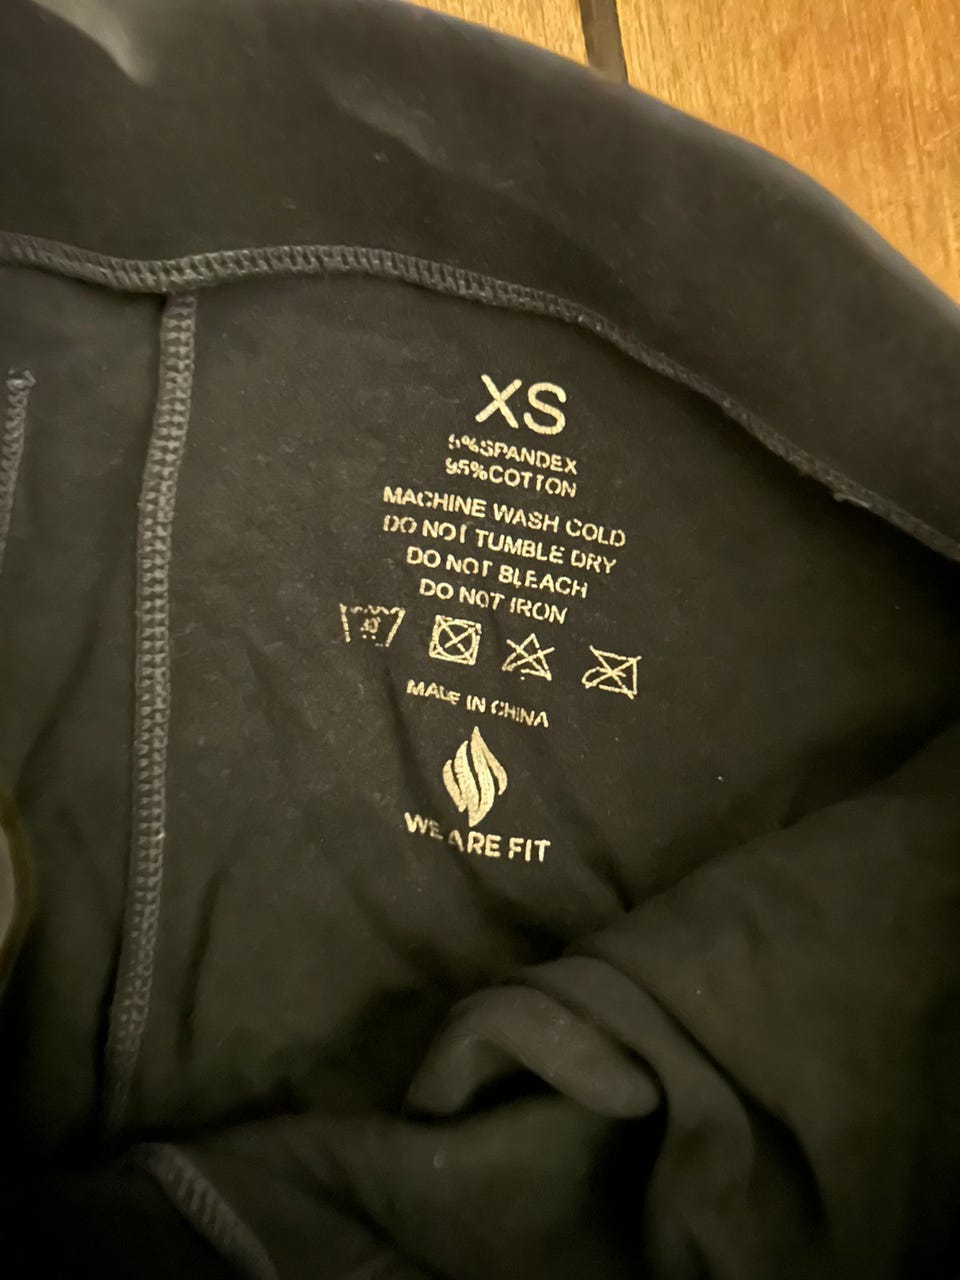 XS
5%SPANDEX
95%COTTON
MACHINE WASH COLD
DO NOT TUMBLE DRY
DO NOT BLEACH
DO NOT IRON
MADE IN CHINA
WE ARE FIT